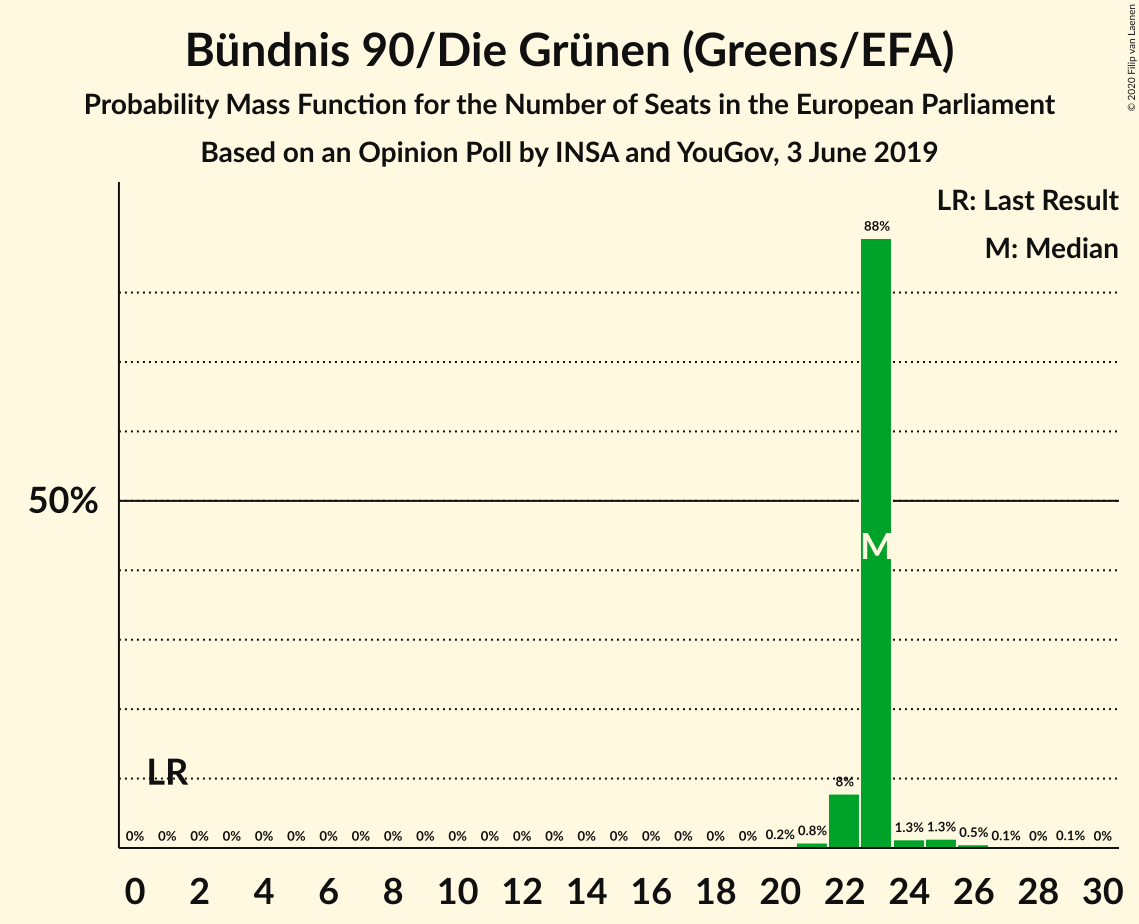 Bündnis 90/Die Grünen (Greens/EFA)
Probability Mass Function for the Number of Seats in the European Parliament
Based on an Opinion Poll by INSA and YouGov, 3 June 2019
© 2020 Filip van Laenen
LR: Last Result
M: Median
88%
50%
M
LR
8%
0% 0% 0% 0% 0% 0% 0% 0% 0% 0% 0% 0% 0% 0% 0% 0% 0% 0% 0% 0% 0.2% 0.8% 1.3% 1.3% 0.5% 0.1% 0% 0.1% 0%
0 2 4 6 8 10 12 14 16 18 20 22 24 26 28 30